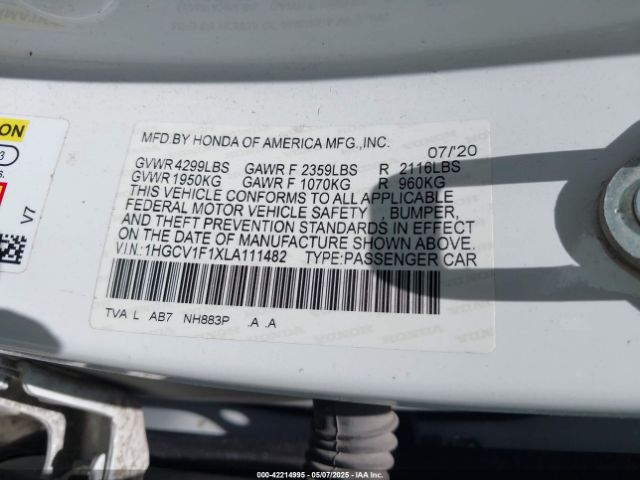 ON
3
s.
V7
MFD.BY HONDA OF AMERICA MFG.,INC. 07/'20
GVWR 4299LBS GAWR F 2359LBS R 2116LBS
GVWR 1950KG GAWR F 1070KG R 960KG
THIS VEHICLE CONFORMS TO ALL APPLICABLE
FEDERAL MOTOR VEHICLE SAFETY , BUMPER,
AND THEFT PREVENTION STANDARDS IN EFFECT
ON THE DATE OF MANUFACTURE SHOWN ABOVE.
V.I.N.:1HGCV1F1XLA111482 TYPE:PASSENGER CAR
TVA L AB7 NH883P .A .A
000-42214995 - 05/07/2025 - IAA Inc.